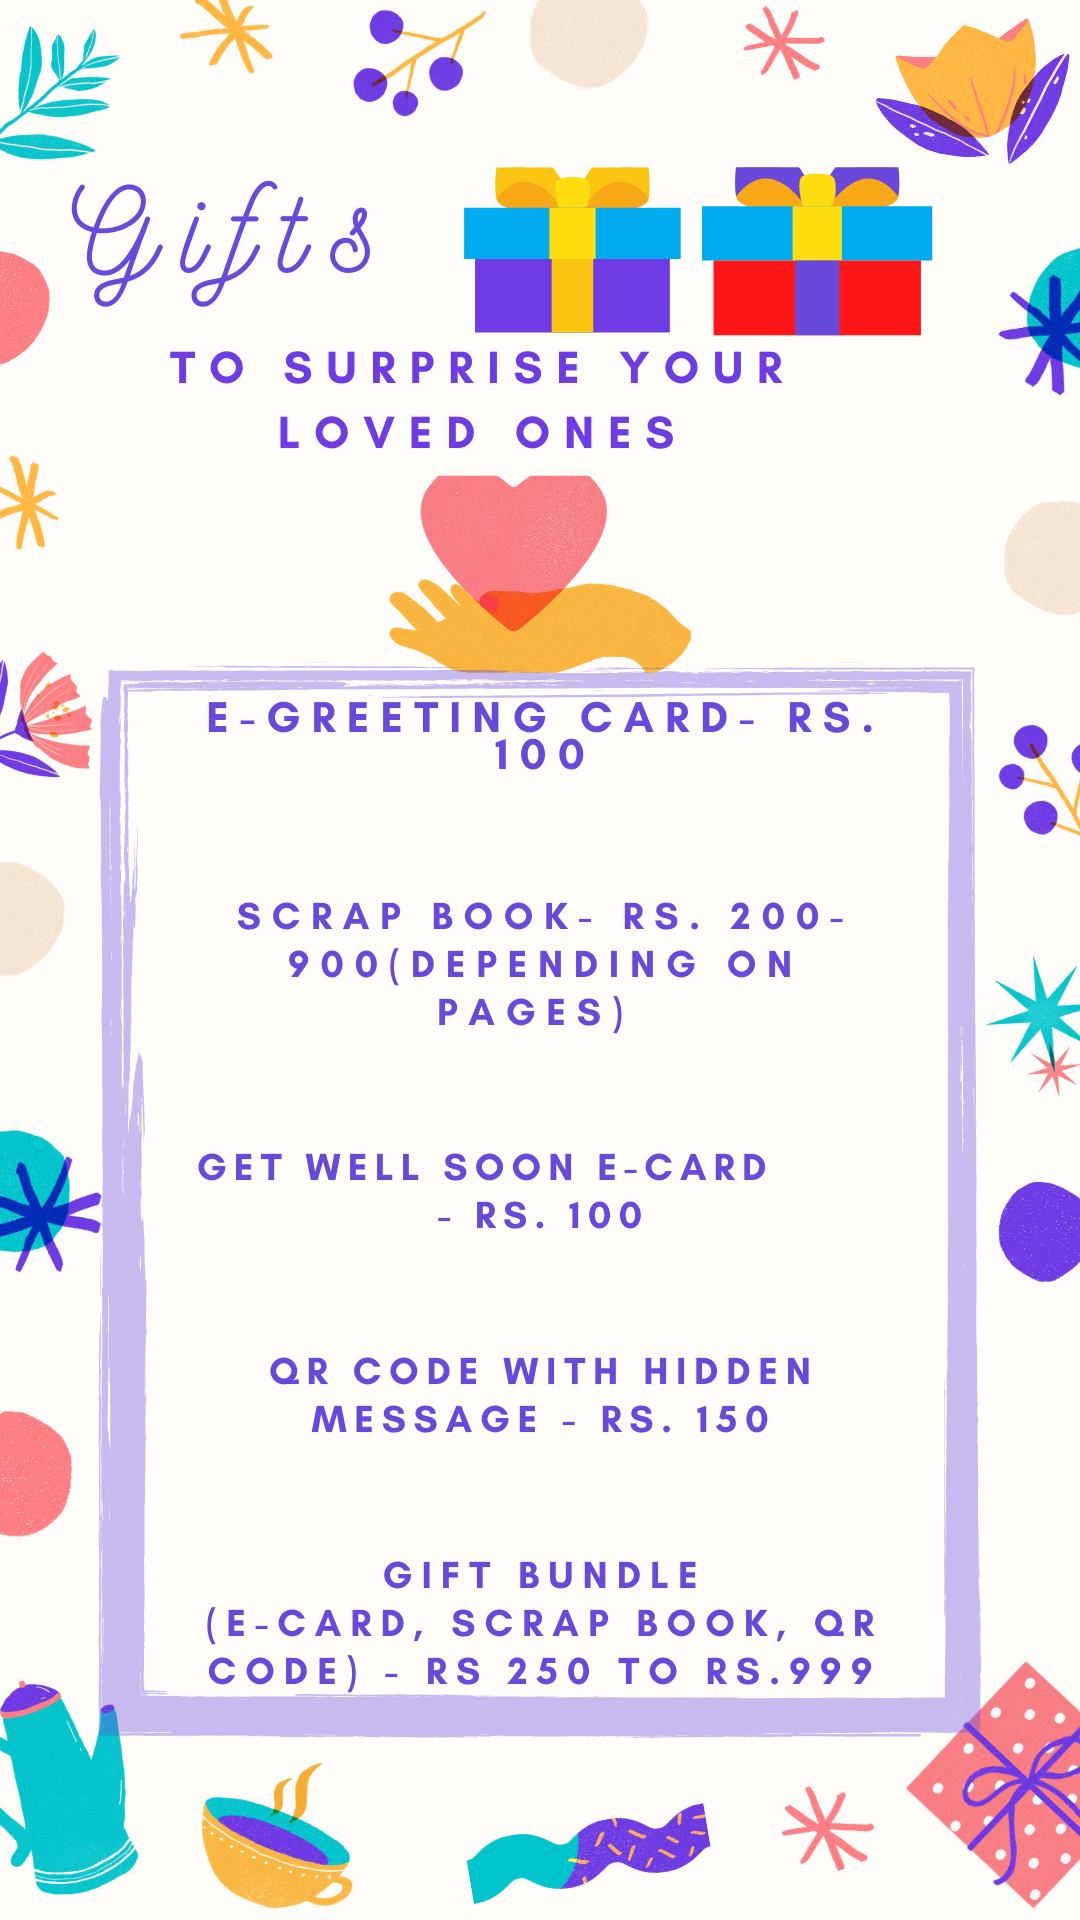 Gifts
TO SURPRISE YOUR
LOVED ONES
E-GREETING CARD- RS.
100
SCRAP BOOK- RS. 200-
900(DEPENDING ON
PAGES)
GET WELL SOON E-CARD
- RS. 100
QR CODE WITH HIDDEN
MESSAGE - RS. 150
GIFT BUNDLE
(E-CARD, SCRAP BOOK, QR
CODE) - RS 250 TO RS.999